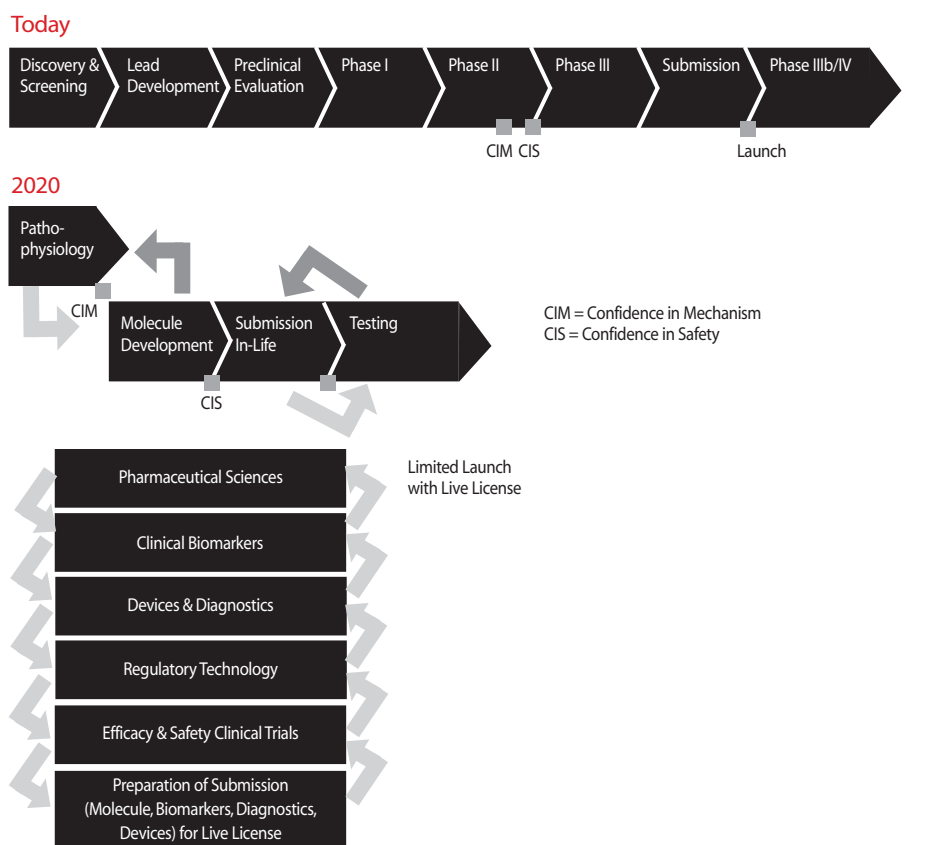 Today
Discovery &
Screening
Lead
Development
Preclinical
Evaluation
Phase I
Phase II
Phase III
Submission
Phase IIIb/IV
CIM CIS
Launch
2020
Patho-
physiology
CIM
Molecule
Development
Submission
In-Life
Testing
CIM = Confidence in Mechanism
CIS = Confidence in Safety
CIS
Pharmaceutical Sciences
Limited Launch
with Live License
Clinical Biomarkers
Devices & Diagnostics
Regulatory Technology
Efficacy & Safety Clinical Trials
Preparation of Submission
(Molecule, Biomarkers, Diagnostics,
Devices) for Live License